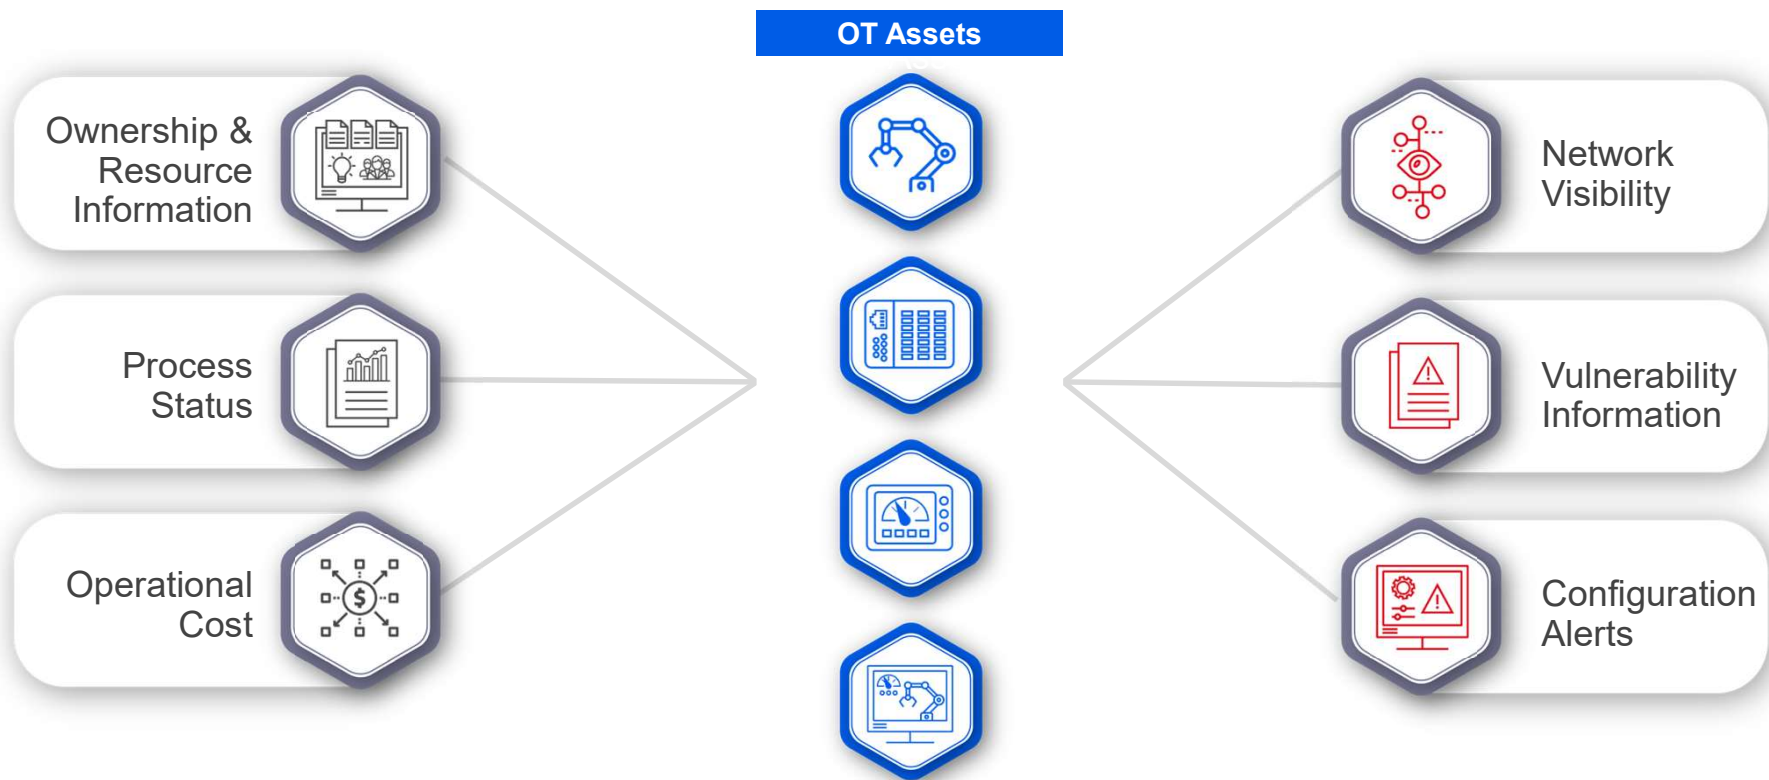 OT Assets
Ownership &
Resource
Information
Process
Status
Operational
Cost
Network
Visibility
Vulnerability
Information
Configuration
Alerts
$